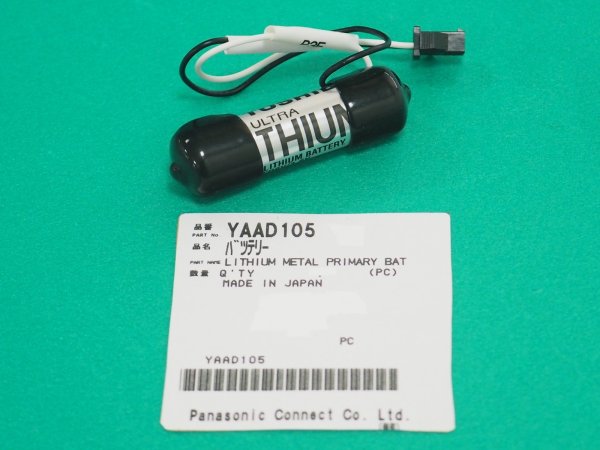 ULTRA
THIUM
LITHIUM BATTERY
品番 YAAD105
PART No
品名 バッテリー
PART NAME LITHIUM METAL PRIMARY BAT
数量 Q'TY (PC)
MADE IN JAPAN
PC
YAAD105
Panasonic Connect Co. Ltd.